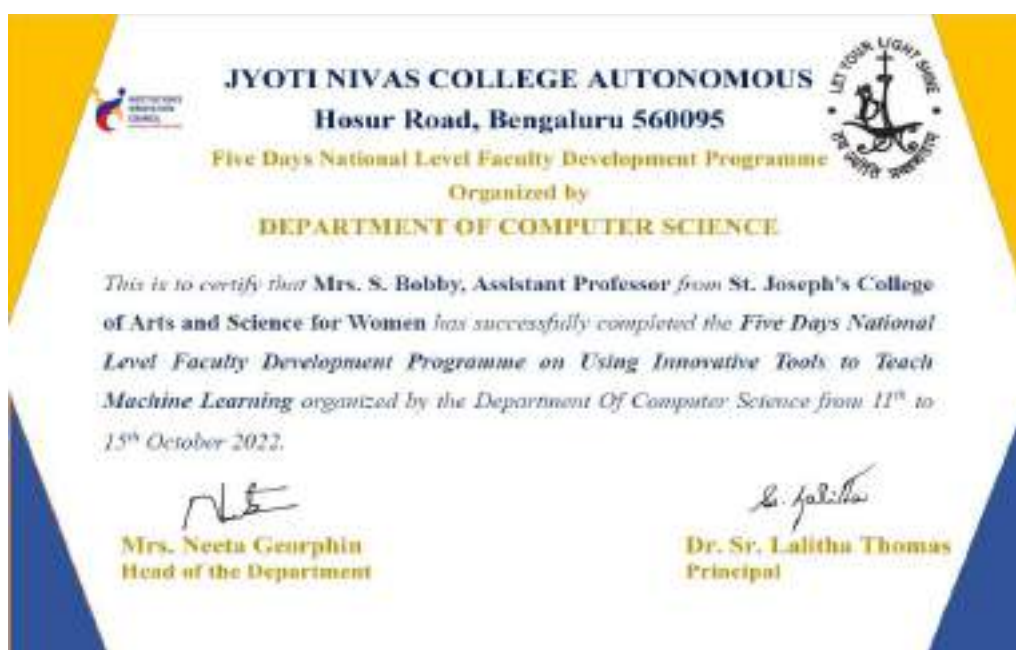 JYOTI NIVAS COLLEGE AUTONOMOUS
Hosur Road, Bengaluru 560095
Five Days National Level Faculty Development Programme
Organized by
DEPARTMENT OF COMPUTER SCIENCE
LET YOUR LIGHT SHINE
INSTITUTION'S
INNOVATION
COUNCIL
This is to certify that Mrs. S. Bobby, Assistant Professor from St. Joseph's College
of Arts and Science for Women has successfully completed the Five Days National
Level Faculty Development Programme on Using Innovative Tools to Teach
Machine Learning organized by the Department Of Computer Science from 11th to
15th October 2022.
S. Lalitha
Mrs. Neeta Georphin
Dr. Sr. Lalitha Thomas
Head of the Department
Principal